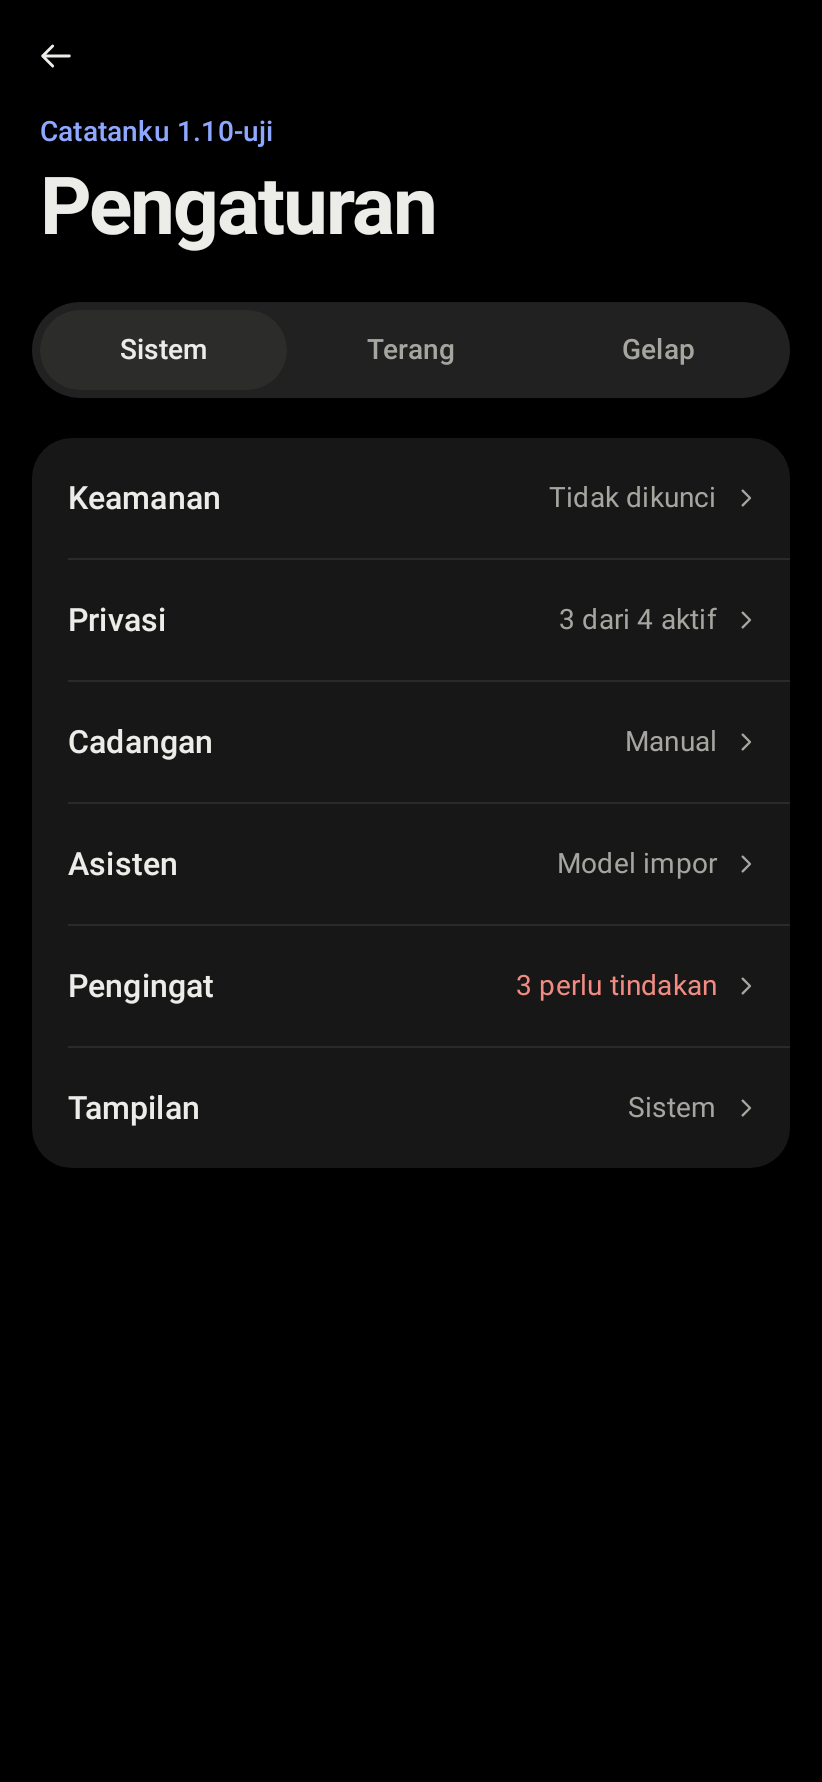 Catatanku 1.10-uji
Pengaturan
Sistem Terang Gelap
Keamanan Tidak dikunci
Privasi 3 dari 4 aktif
Cadangan Manual
Asisten Model impor
Pengingat 3 perlu tindakan
Tampilan Sistem